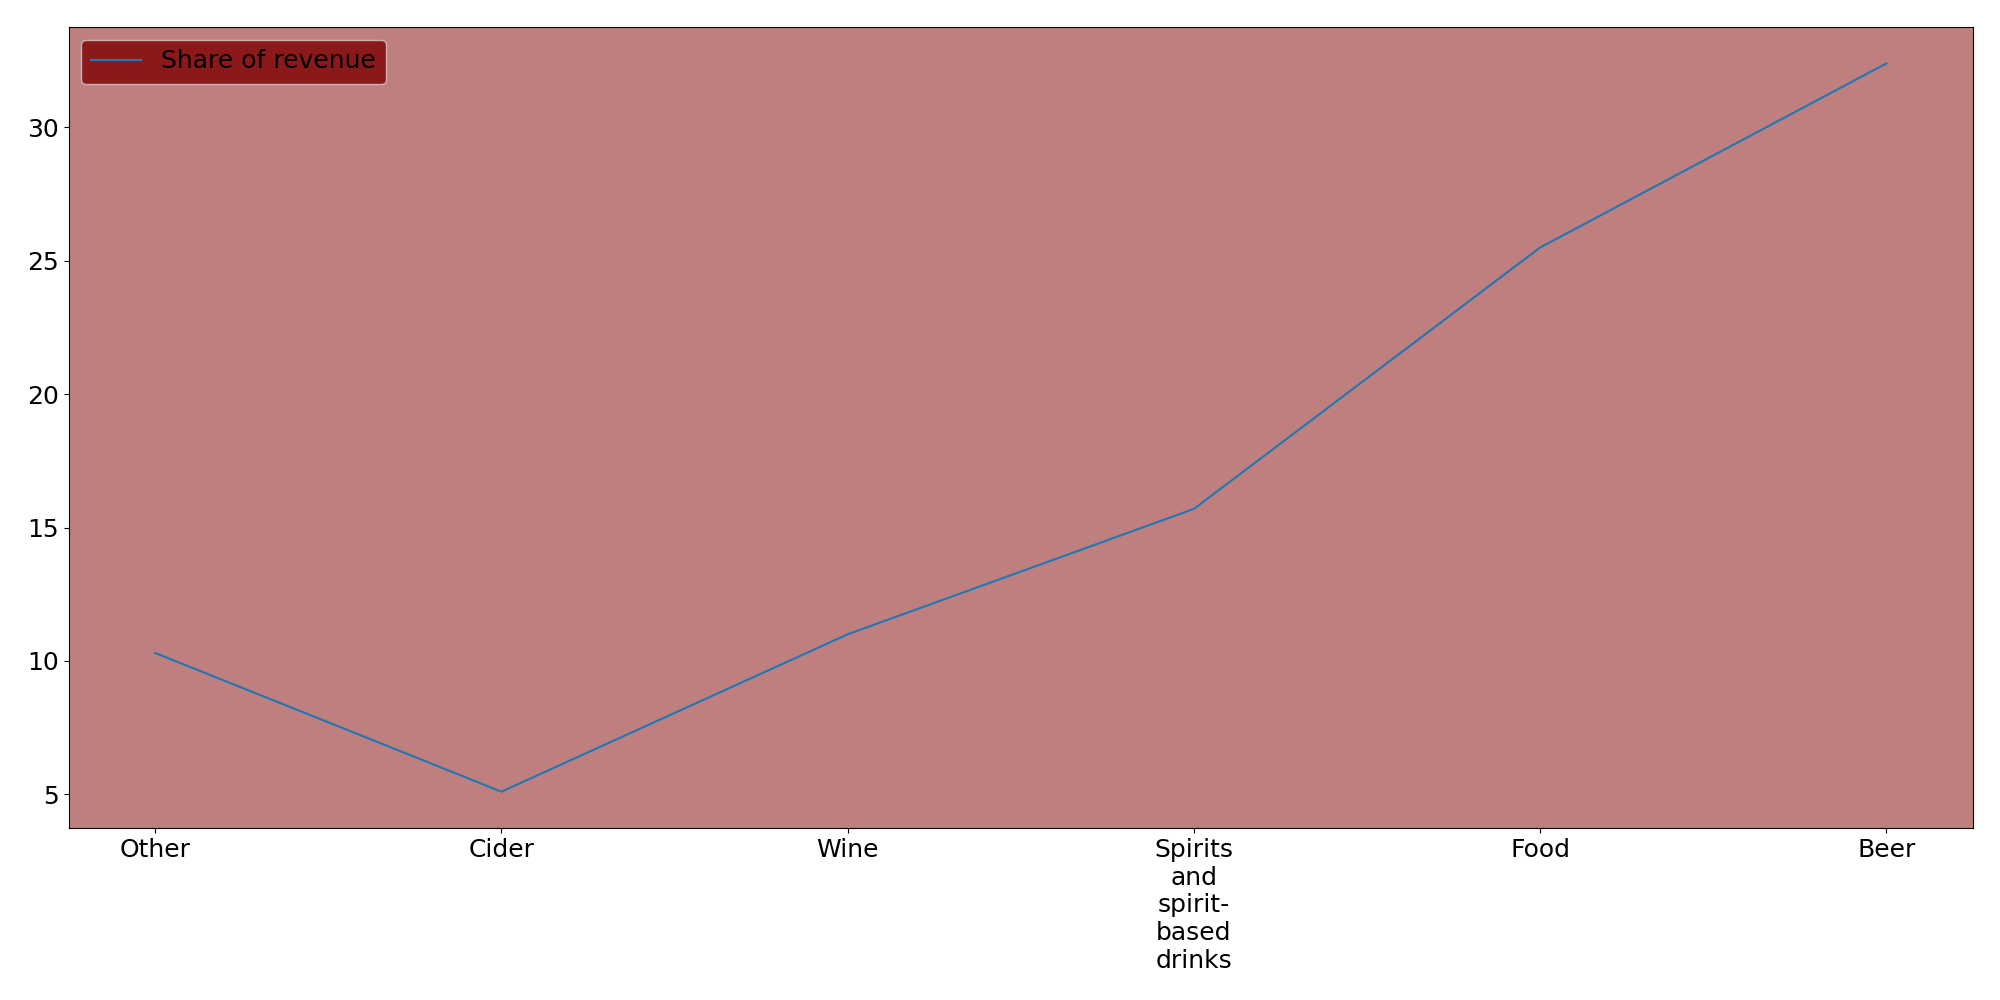 Share of revenue
30
25
20
15
10
5
Other
Cider
Wine
Spirits
and
spirit-
based
drinks
Food
Beer